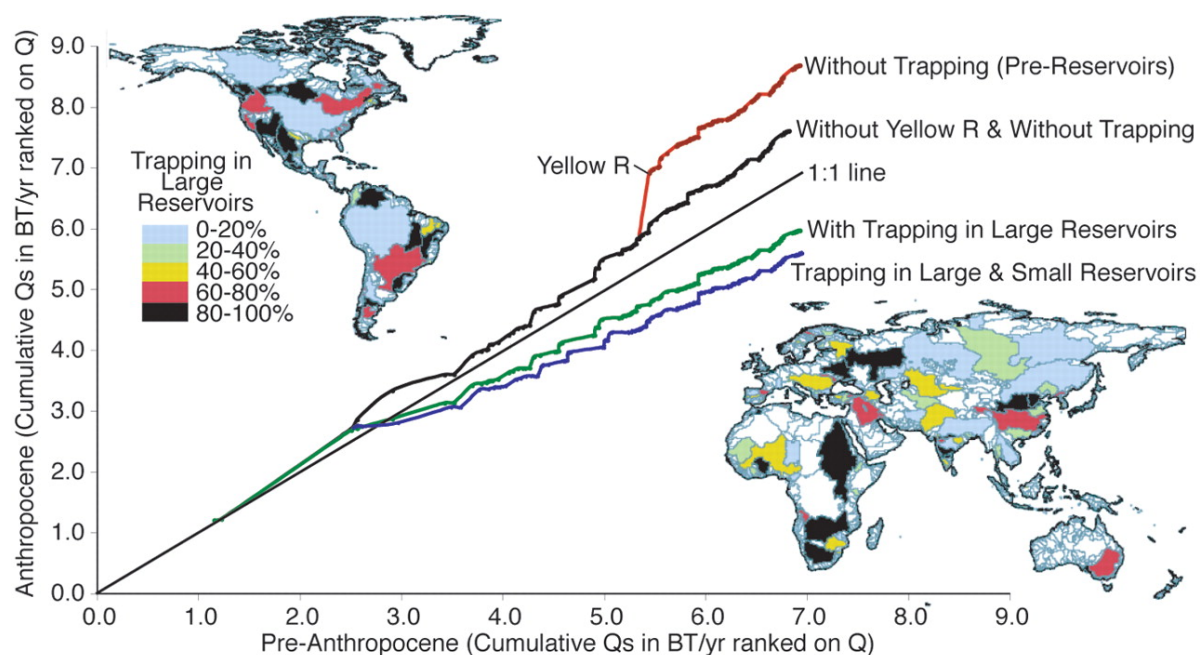 Anthropocene (Cumulative Qs in BT/yr ranked on Q)
9.0
8.0
7.0
6.0
5.0
4.0
3.0
2.0
1.0
0.0
Trapping in
Large
Reservoirs
0-20%
20-40%
40-60%
60-80%
80-100%
Without Trapping (Pre-Reservoirs)
Without Yellow R & Without Trapping
Yellow R
1:1 line
With Trapping in Large Reservoirs
Trapping in Large & Small Reservoirs
0.0 1.0 2.0 3.0 4.0 5.0 6.0 7.0 8.0 9.0
Pre-Anthropocene (Cumulative Qs in BT/yr ranked on Q)